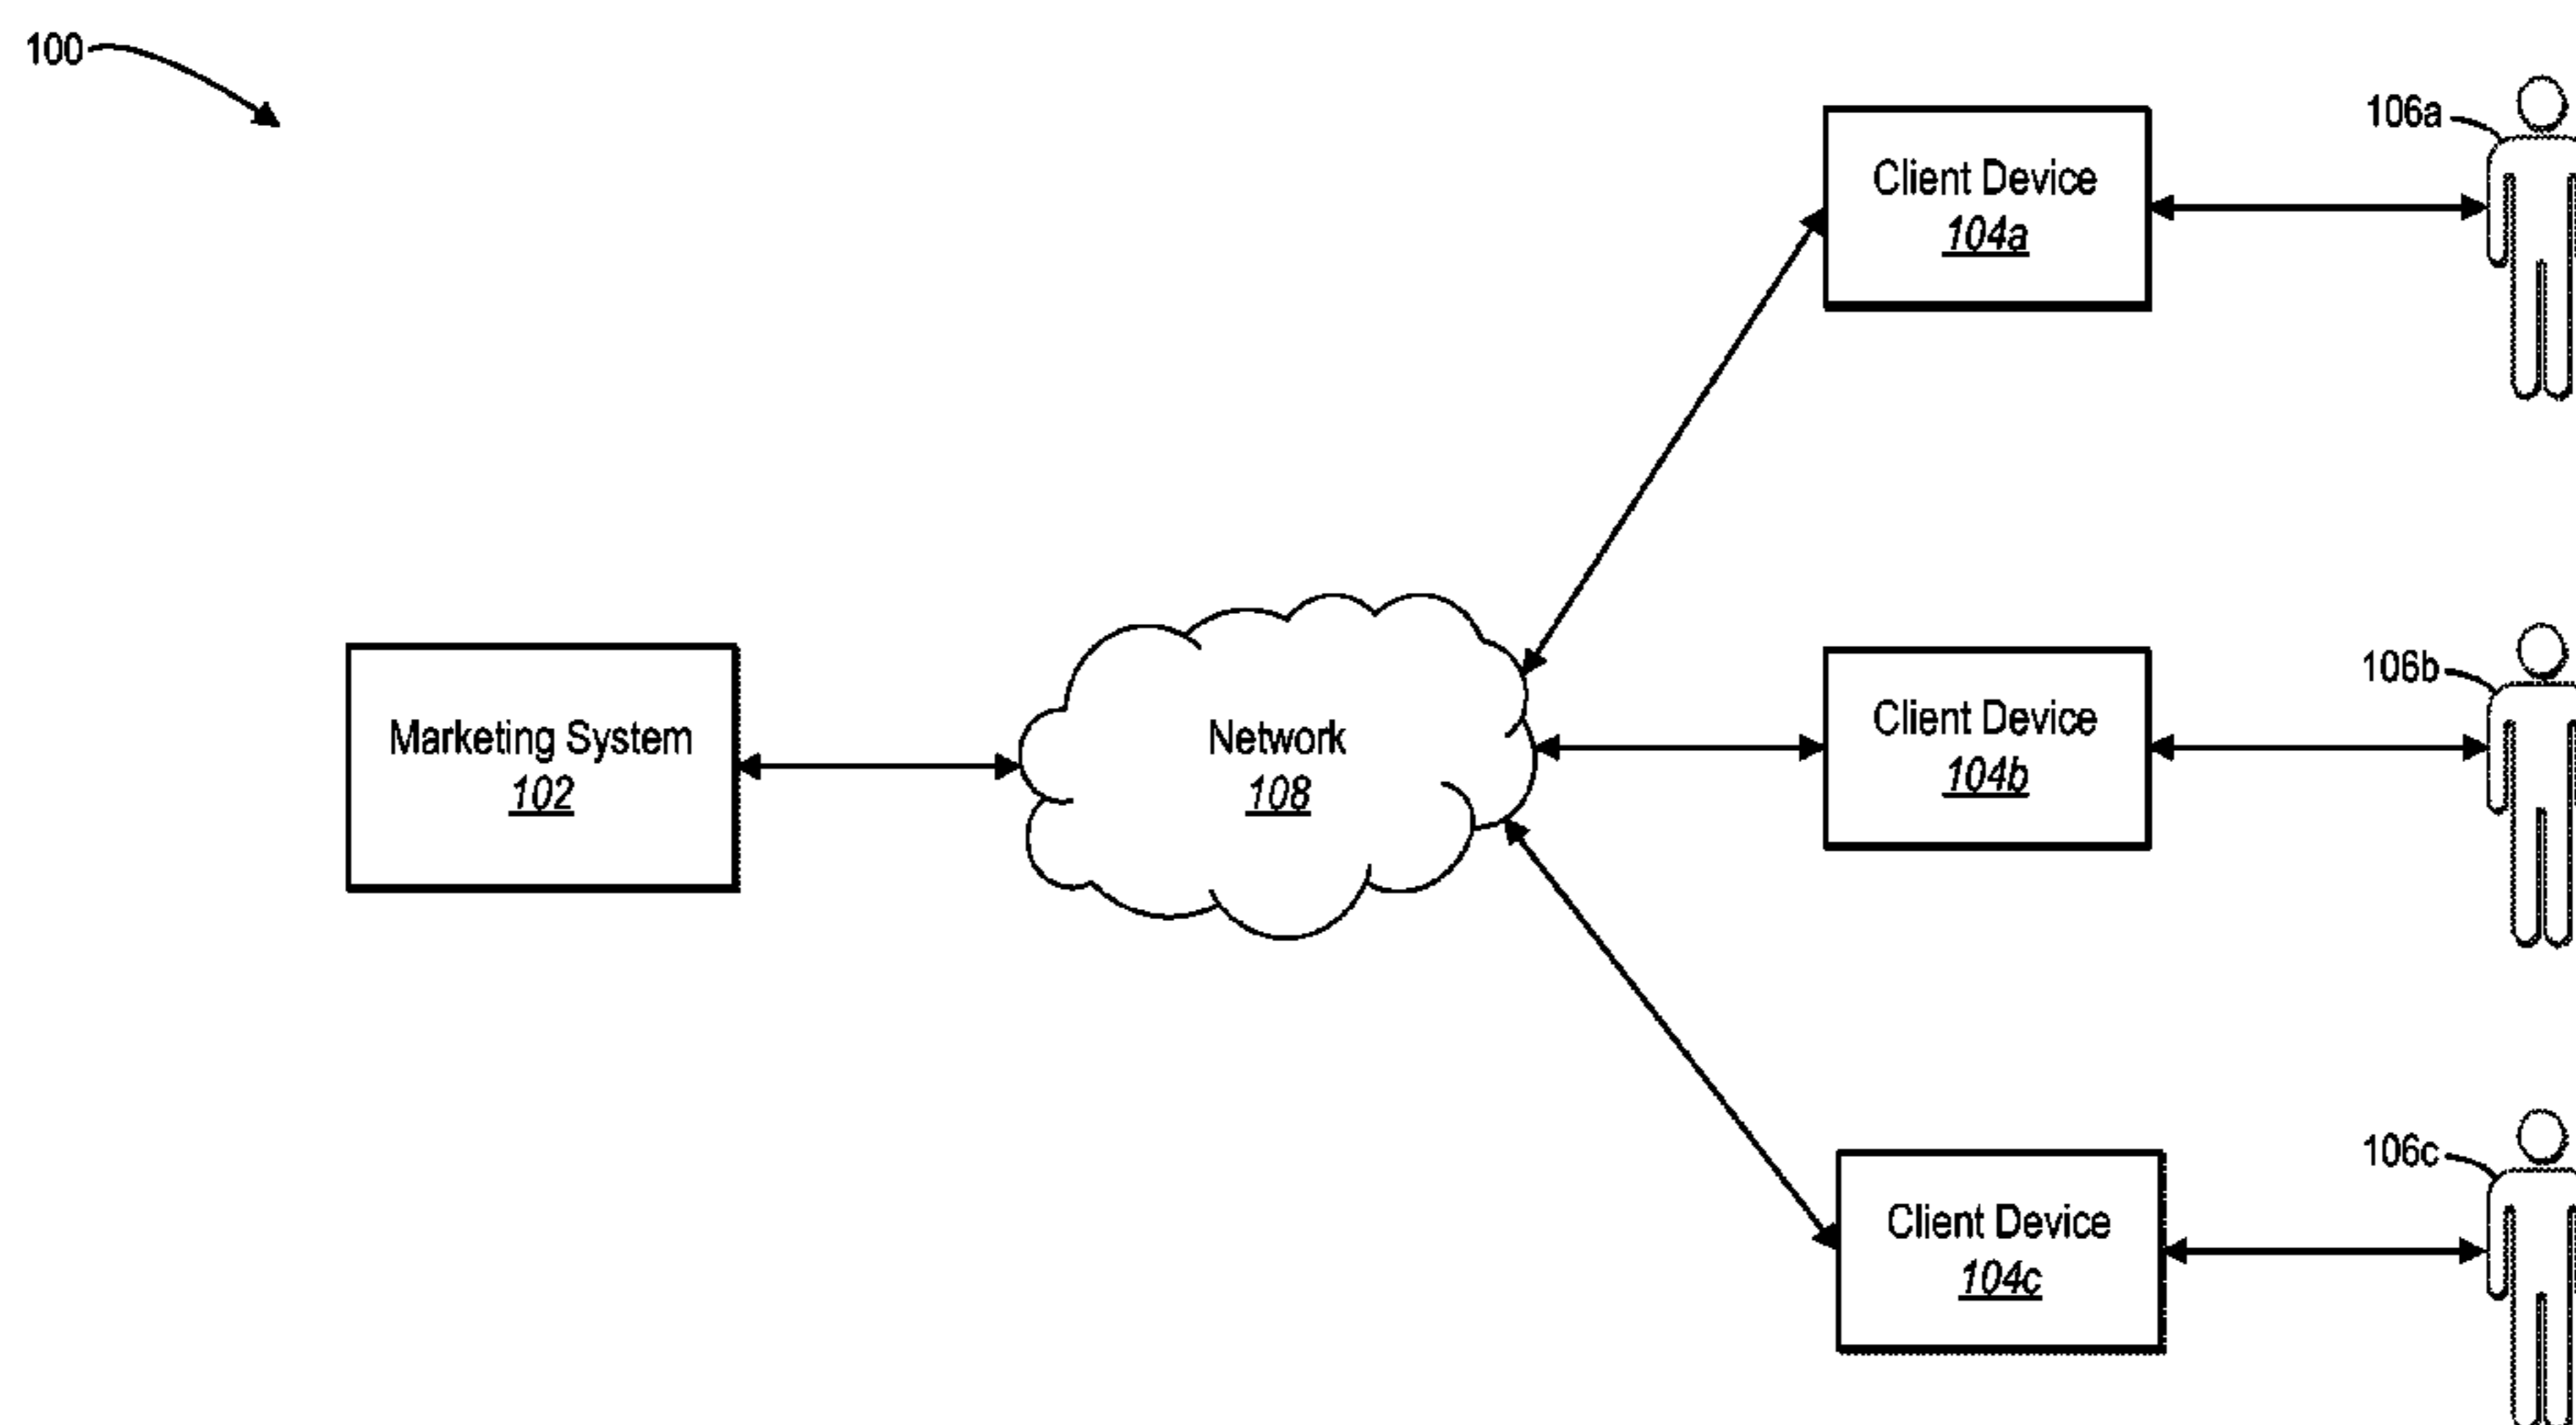 100
106a
Client Device
104a
106b
Client Device
104b
Marketing System
102
Network
108
106c
Client Device
104c